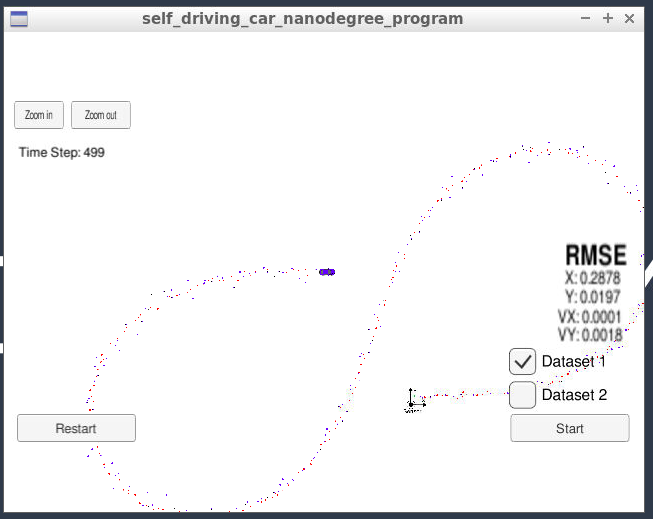 self_driving_car_nanodegree_program
Zoom in Zoom out
Time Step: 499
RMSE
X: 0.2878
Y: 0.0197
VX: 0.0001
VY: 0.0018
Dataset 1
Dataset 2
Restart Start